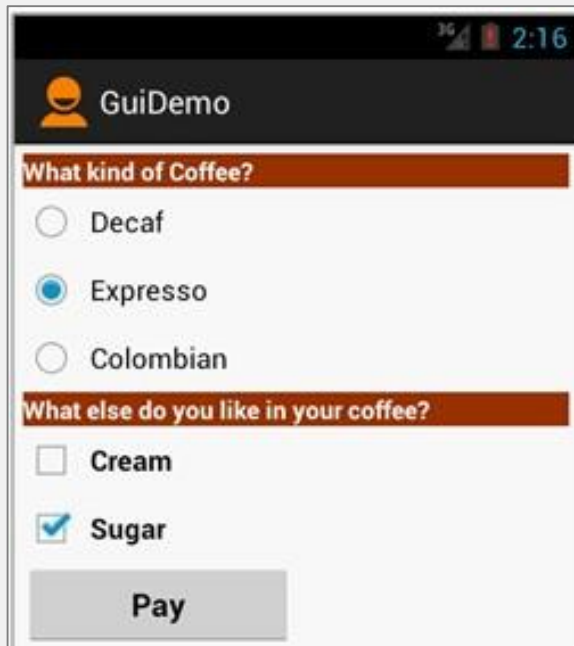 3G 2:16
GuiDemo
What kind of Coffee?
Decaf
Expresso
Colombian
What else do you like in your coffee?
Cream
Sugar
Pay